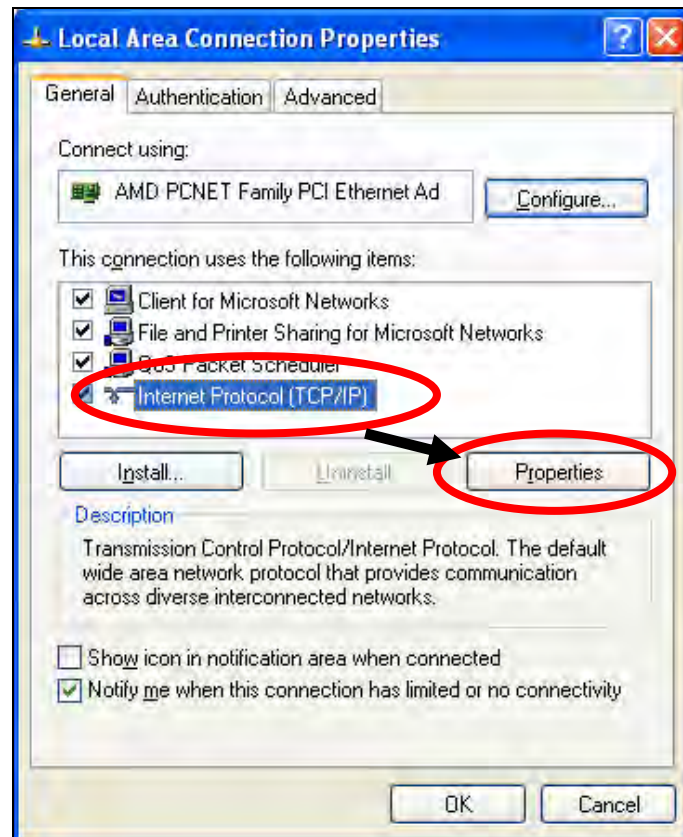 Local Area Connection Properties
General Authentication Advanced
Connect using:
AMD PCNET Family PCI Ethernet Ad
Configure...
This connection uses the following items:
Client for Microsoft Networks
File and Printer Sharing for Microsoft Networks
QoS Packet Scheduler
Internet Protocol (TCP/IP)
Install... Uninstall Properties
Description
Transmission Control Protocol/Internet Protocol. The default
wide area network protocol that provides communication
across diverse interconnected networks.
Show icon in notification area when connected
Notify me when this connection has limited or no connectivity
OK Cancel